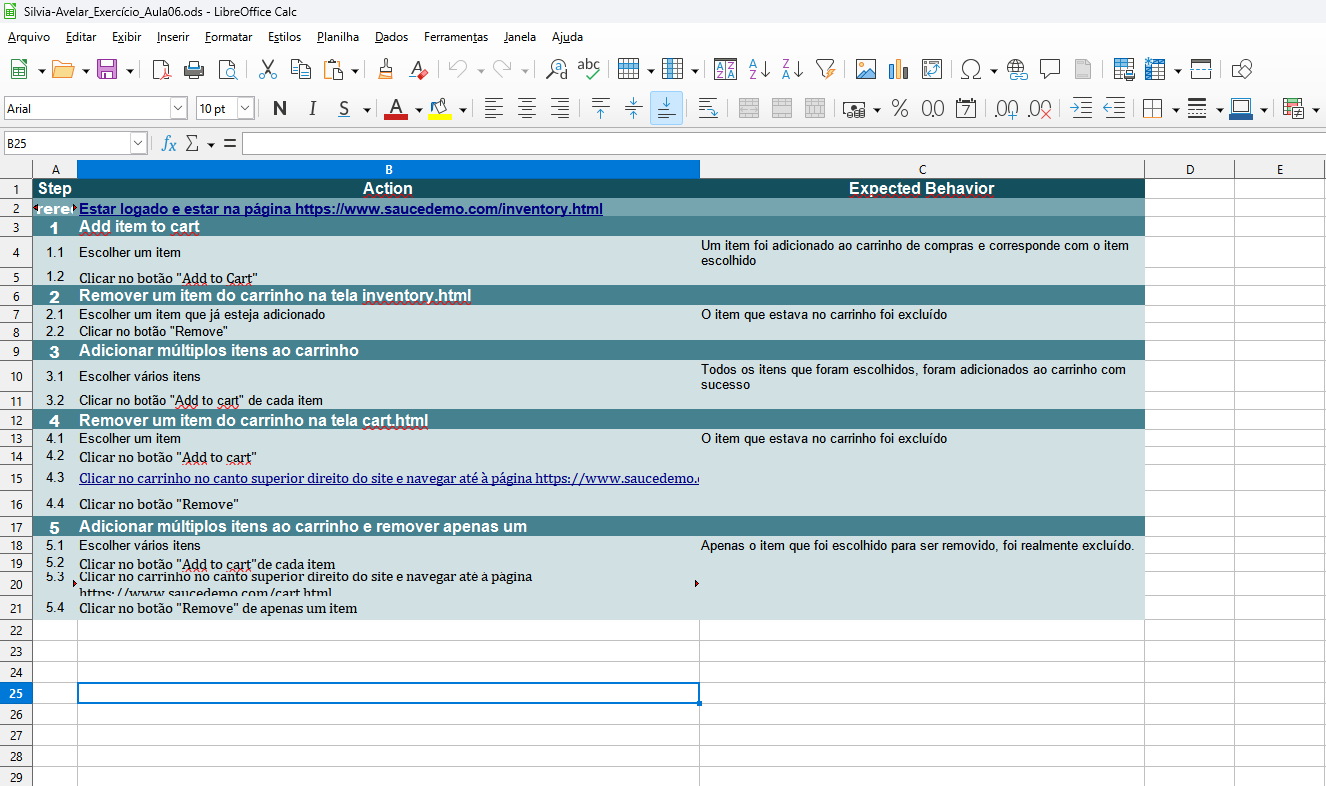 Silvia-Avelar_Exercício_Aula06.ods - LibreOffice Calc
Arquivo Editar Exibir Inserir Formatar Estilos Planilha Dados Ferramentas Janela Ajuda
Arial 10 pt N I S A
B25 fx Σ =
A B C D E
1 Step Action Expected Behavior
2 Estar logado e estar na página https://www.saucedemo.com/inventory.html
3 1 Add item to cart
4 1.1 Escolher um item Um item foi adicionado ao carrinho de compras e corresponde com o item
escolhido
5 1.2 Clicar no botão "Add to Cart"
6 2 Remover um item do carrinho na tela inventory.html
7 2.1 Escolher um item que já esteja adicionado O item que estava no carrinho foi excluído
8 2.2 Clicar no botão "Remove"
9 3 Adicionar múltiplos itens ao carrinho
10 3.1 Escolher vários itens Todos os itens que foram escolhidos, foram adicionados ao carrinho com
sucesso
11 3.2 Clicar no botão "Add to cart" de cada item
12 4 Remover um item do carrinho na tela cart.html
13 4.1 Escolher um item O item que estava no carrinho foi excluído
14 4.2 Clicar no botão "Add to cart"
15 4.3 Clicar no carrinho no canto superior direito do site e navegar até à página https://www.saucedemo.
16 4.4 Clicar no botão "Remove"
17 5 Adicionar múltiplos itens ao carrinho e remover apenas um
18 5.1 Escolher vários itens Apenas o item que foi escolhido para ser removido, foi realmente excluído.
19 5.2 Clicar no botão "Add to cart"de cada item
20 5.3 Clicar no carrinho no canto superior direito do site e navegar até à página
https://www.saucedemo.com/cart.html
21 5.4 Clicar no botão "Remove" de apenas um item
22
23
24
25
26
27
28
29